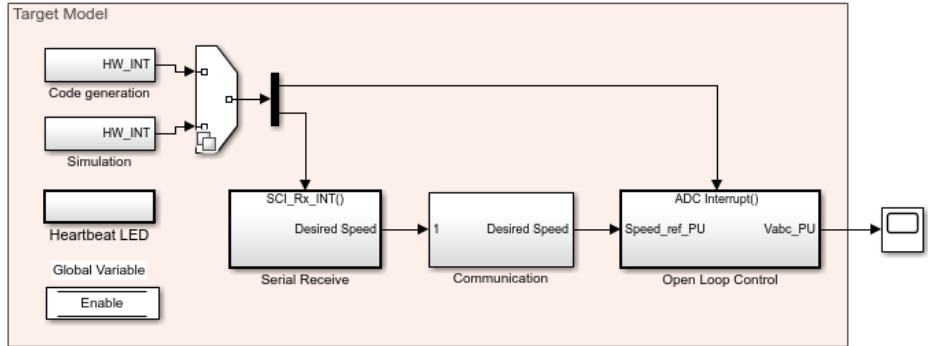 Target Model
HW_INT
Code generation
HW_INT
Simulation
Heartbeat LED
Global Variable
Enable
SCI_Rx_INT()
Desired Speed
Serial Receive
1
Desired Speed
Communication
ADC Interrupt()
Speed_ref_PU
Vabc_PU
Open Loop Control